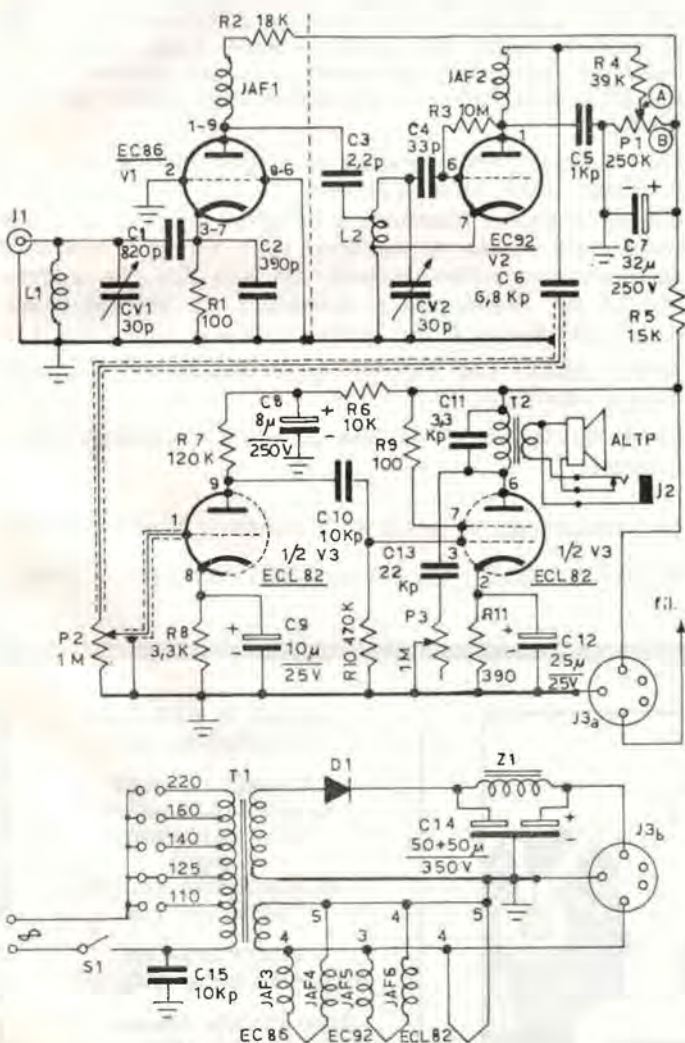 R2 18K
JAF1
JAF2
R4
39K
A
B
P1
250K
R3 10M
C3
2,2p
C4
33p
C5
1Kp
1-9
EC86
V1
2
8-6
3-7
6
1
7
EC92
V2
L2
J1
C1
820p
C2
390p
L1
CV1
30p
R1
100
CV2
30p
C6
6,8 Kp
C7
32µ
250V
- +
R5
15K
C8
8µ
250V
+
-
R6
10K
R7
120K
C11
3,3
Kp
T2
R9
100
ALTP
J2
9
1
8
1/2 V3
ECL82
C10
10Kp
C13
22
Kp
7
3
6
2
1/2 V3
ECL82
fil.
P2
1M
R8
3,3K
+
C9
10µ
25V
R10 470K
P3
1M
R11
390
+
C12
25µ
25V
J3a
220
160
140
125
110
T1
D1
Z1
C14
50+50µ
350V
+
-
J3b
S1
C15
10Kp
4
5
3
4
4
5
JAF3
JAF4
JAF5
JAF6
EC86 EC92 ECL82